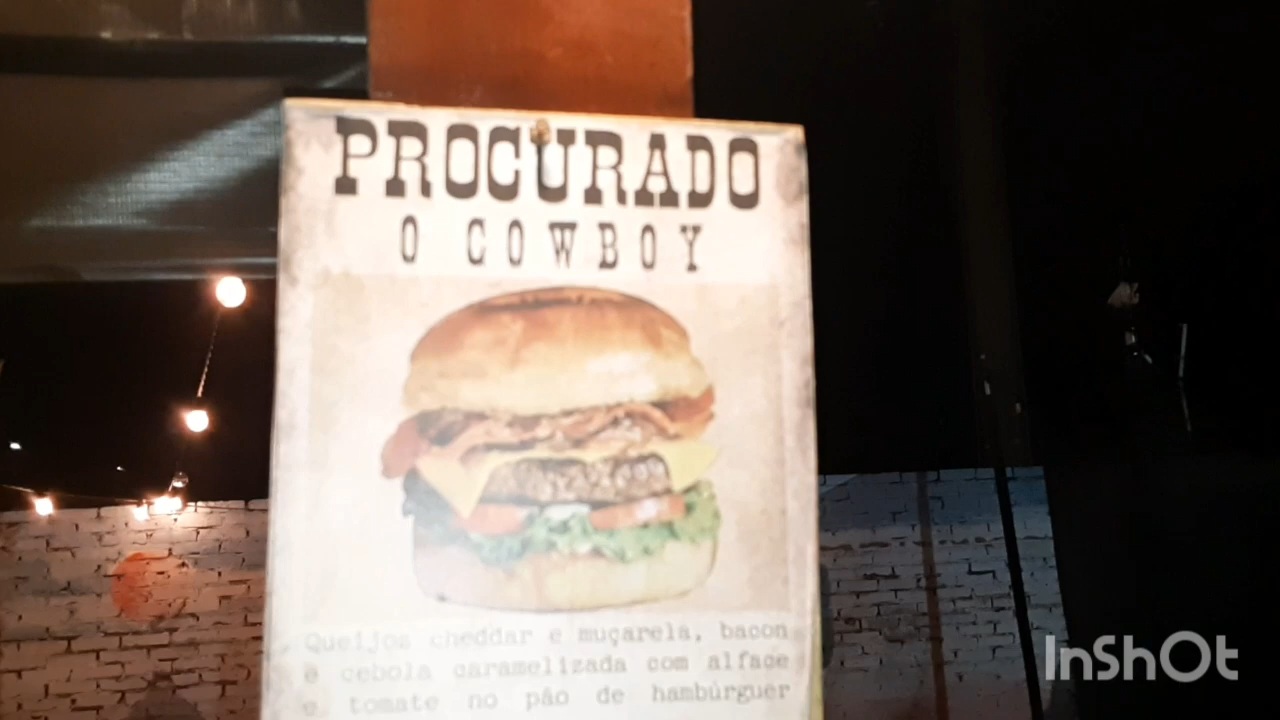 PROCURADO
O COWBOY
Queijos cheddar e muçarela, bacon
e cebola caramelizada com alface
e tomate no pão de hambúrguer
InShOt